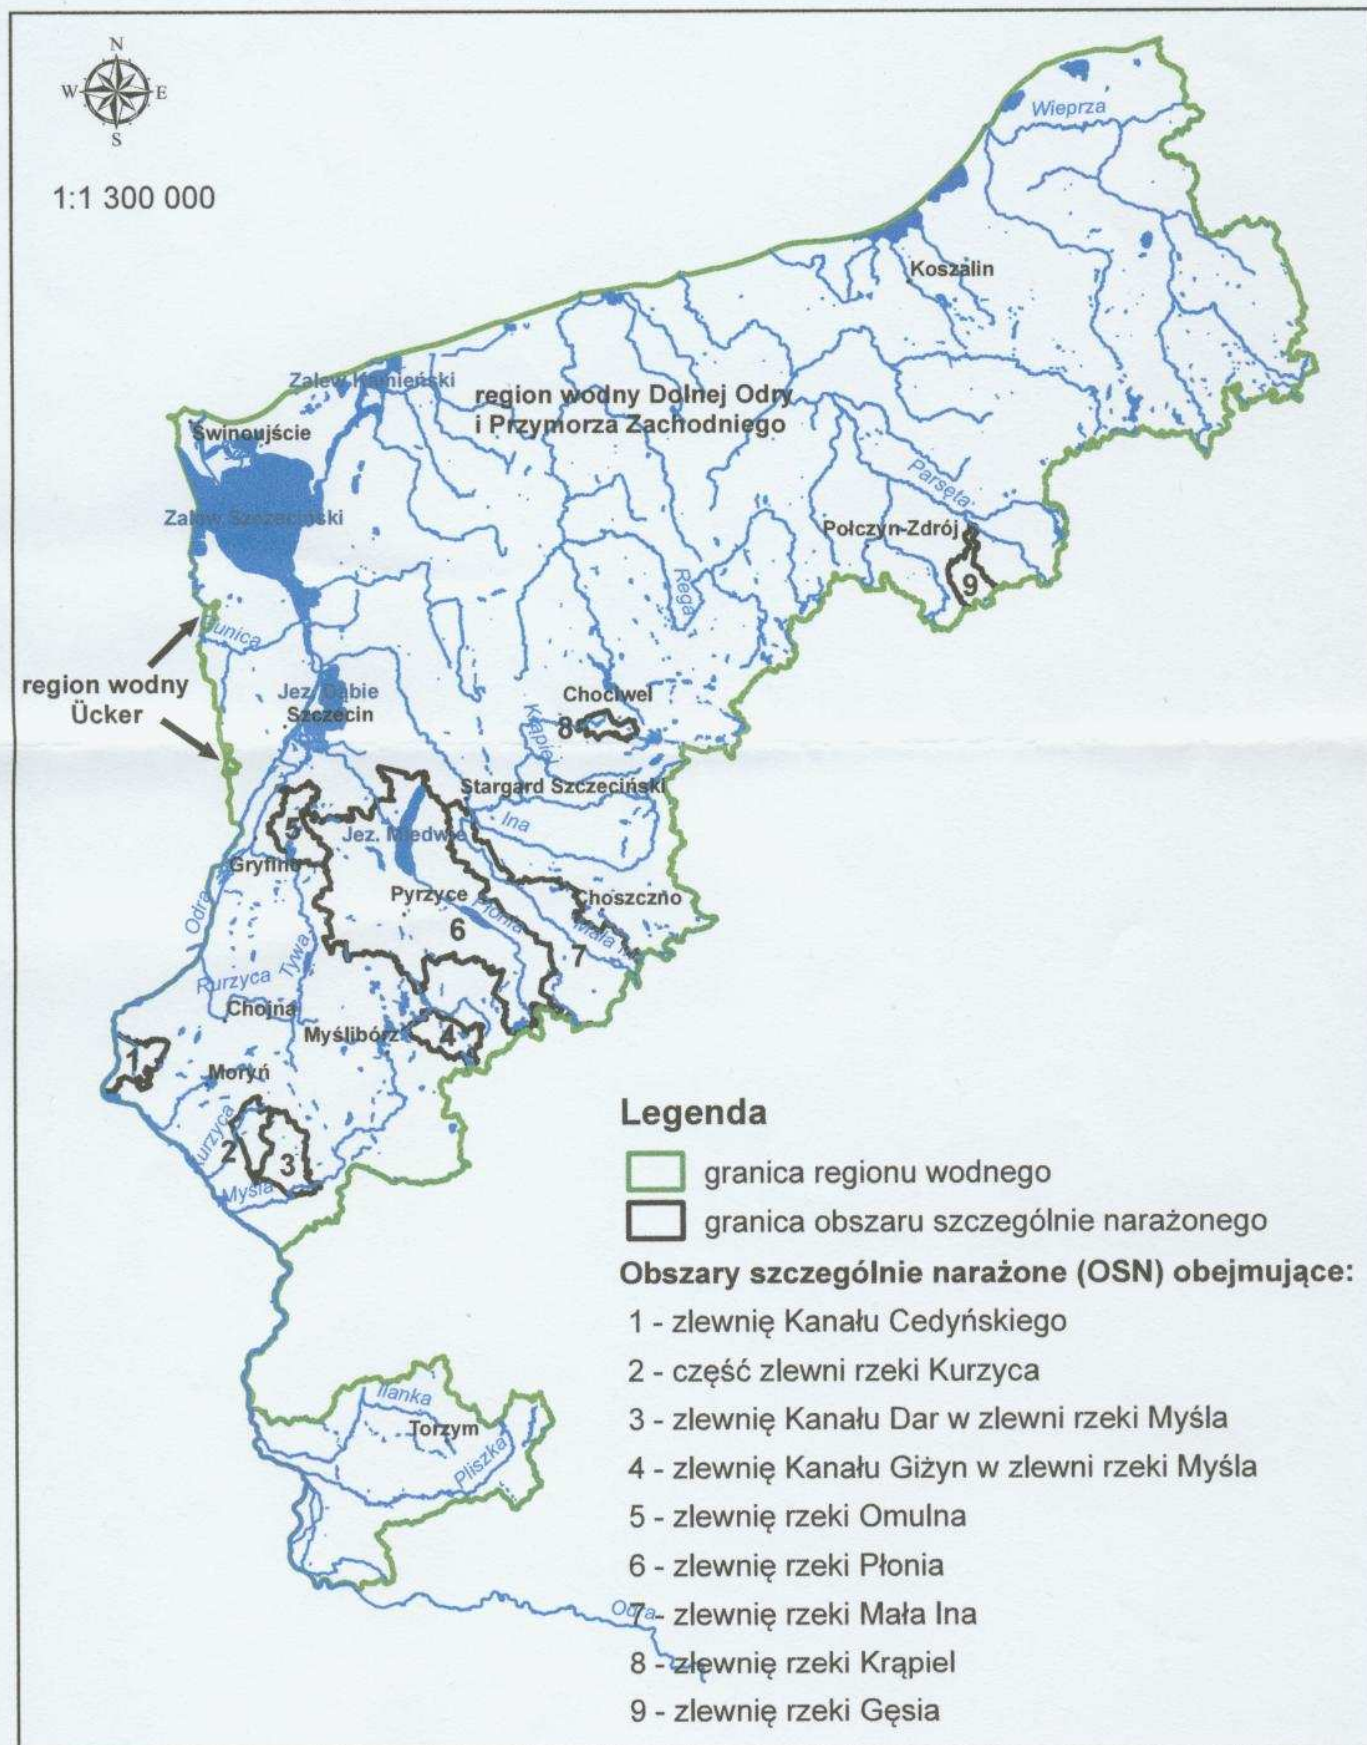 N
W E
S
1:1 300 000
Wieprza
Koszalin
Zalew Kamieński
region wodny Dolnej Odry
i Przymorza Zachodniego
Świnoujście
Parsęta
Zalew Szczeciński
Połczyn-Zdrój
9
Rega
Gunica
region wodny
Ücker
Jez. Dąbie
Szczecin
Chociwel
8
Krąpiel
Stargard Szczeciński
Ina
5
Jez. Miedwie
Gryfino
Pyrzyce
Choszczno
Odra
Płonia
6
Mała Ina
7
Tywa
Rurzyca
Chojna
Myślibórz
4
1
Moryń
Kurzyca
2
3
Myśla
Legenda
granica regionu wodnego
granica obszaru szczególnie narażonego
Obszary szczególnie narażone (OSN) obejmujące:
1 - zlewnię Kanału Cedyńskiego
2 - część zlewni rzeki Kurzyca
3 - zlewnię Kanału Dar w zlewni rzeki Myśla
4 - zlewnię Kanału Giżyn w zlewni rzeki Myśla
Ilanka
Torzym
Pliszka
5 - zlewnię rzeki Omulna
6 - zlewnię rzeki Płonia
Odra
7 - zlewnię rzeki Mała Ina
8 - zlewnię rzeki Krąpiel
9 - zlewnię rzeki Gęsia